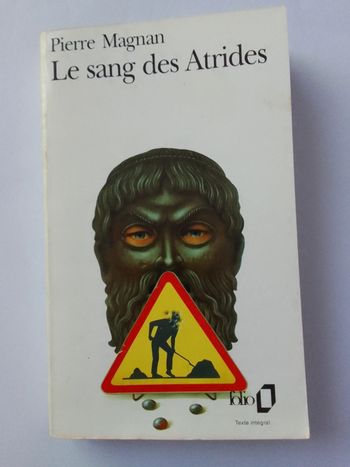 Pierre Magnan
Le sang des Atrides
folio
Texte intégral